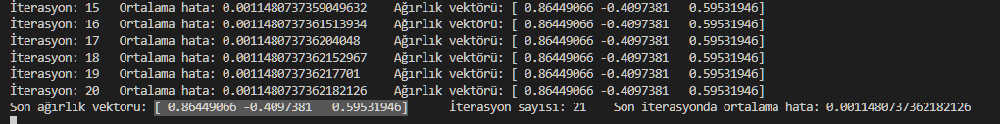 İterasyon: 15 Ortalama hata: 0.0011480737359049632 Ağırlık vektörü: [ 0.86449066 -0.4097381 0.59531946]
İterasyon: 16 Ortalama hata: 0.0011480737361513934 Ağırlık vektörü: [ 0.86449066 -0.4097381 0.59531946]
İterasyon: 17 Ortalama hata: 0.001148073736204048 Ağırlık vektörü: [ 0.86449066 -0.4097381 0.59531946]
İterasyon: 18 Ortalama hata: 0.0011480737362152967 Ağırlık vektörü: [ 0.86449066 -0.4097381 0.59531946]
İterasyon: 19 Ortalama hata: 0.001148073736217701 Ağırlık vektörü: [ 0.86449066 -0.4097381 0.59531946]
İterasyon: 20 Ortalama hata: 0.0011480737362182126 Ağırlık vektörü: [ 0.86449066 -0.4097381 0.59531946]
Son ağırlık vektörü: [ 0.86449066 -0.4097381 0.59531946] İterasyon sayısı: 21 Son iterasyonda ortalama hata: 0.0011480737362182126